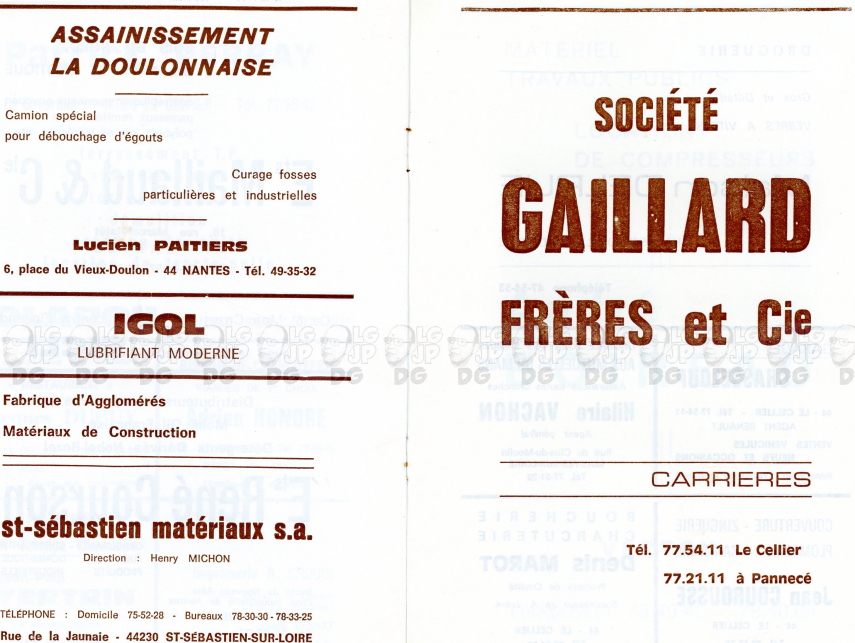 ASSAINISSEMENT
LA DOULONNAISE
Camion spécial
pour débouchage d'égouts
Curage fosses
particulières et industrielles
Lucien PAITIERS
6, place du Vieux-Doulon - 44 NANTES - Tél. 49-35-32
IGOL
LUBRIFIANT MODERNE
Fabrique d'Agglomérés
Matériaux de Construction
st-sébastien matériaux s.a.
Direction : Henry MICHON
TÉLÉPHONE : Domicile 75-52-28 - Bureaux 78-30-30 - 78-33-25
Rue de la Jaunaie - 44230 ST-SÉBASTIEN-SUR-LOIRE
SOCIÉTÉ
GAILLARD
FRÈRES et Cie
CARRIERES
Tél. 77.54.11 Le Cellier
77.21.11 à Pannecé